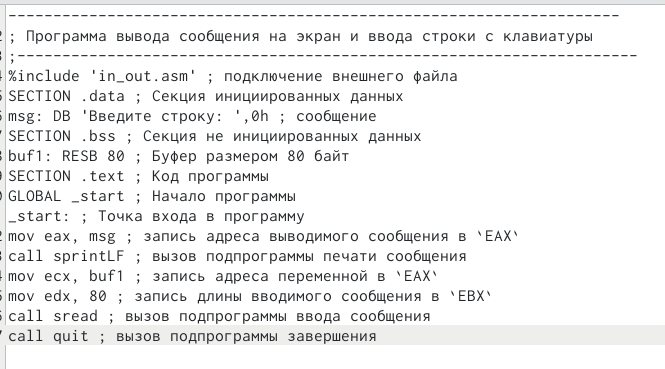 --------------------------------------------------------------------
; Программа вывода сообщения на экран и ввода строки с клавиатуры
;---------------------------------------------------------------------
%include 'in_out.asm' ; подключение внешнего файла
SECTION .data ; Секция инициированных данных
msg: DB 'Введите строку: ',0h ; сообщение
SECTION .bss ; Секция не инициированных данных
buf1: RESB 80 ; Буфер размером 80 байт
SECTION .text ; Код программы
GLOBAL _start ; Начало программы
_start: ; Точка входа в программу
mov eax, msg ; запись адреса выводимого сообщения в `EAX`
call sprintLF ; вызов подпрограммы печати сообщения
mov ecx, buf1 ; запись адреса переменной в `EAX`
mov edx, 80 ; запись длины вводимого сообщения в `EBX`
call sread ; вызов подпрограммы ввода сообщения
call quit ; вызов подпрограммы завершения